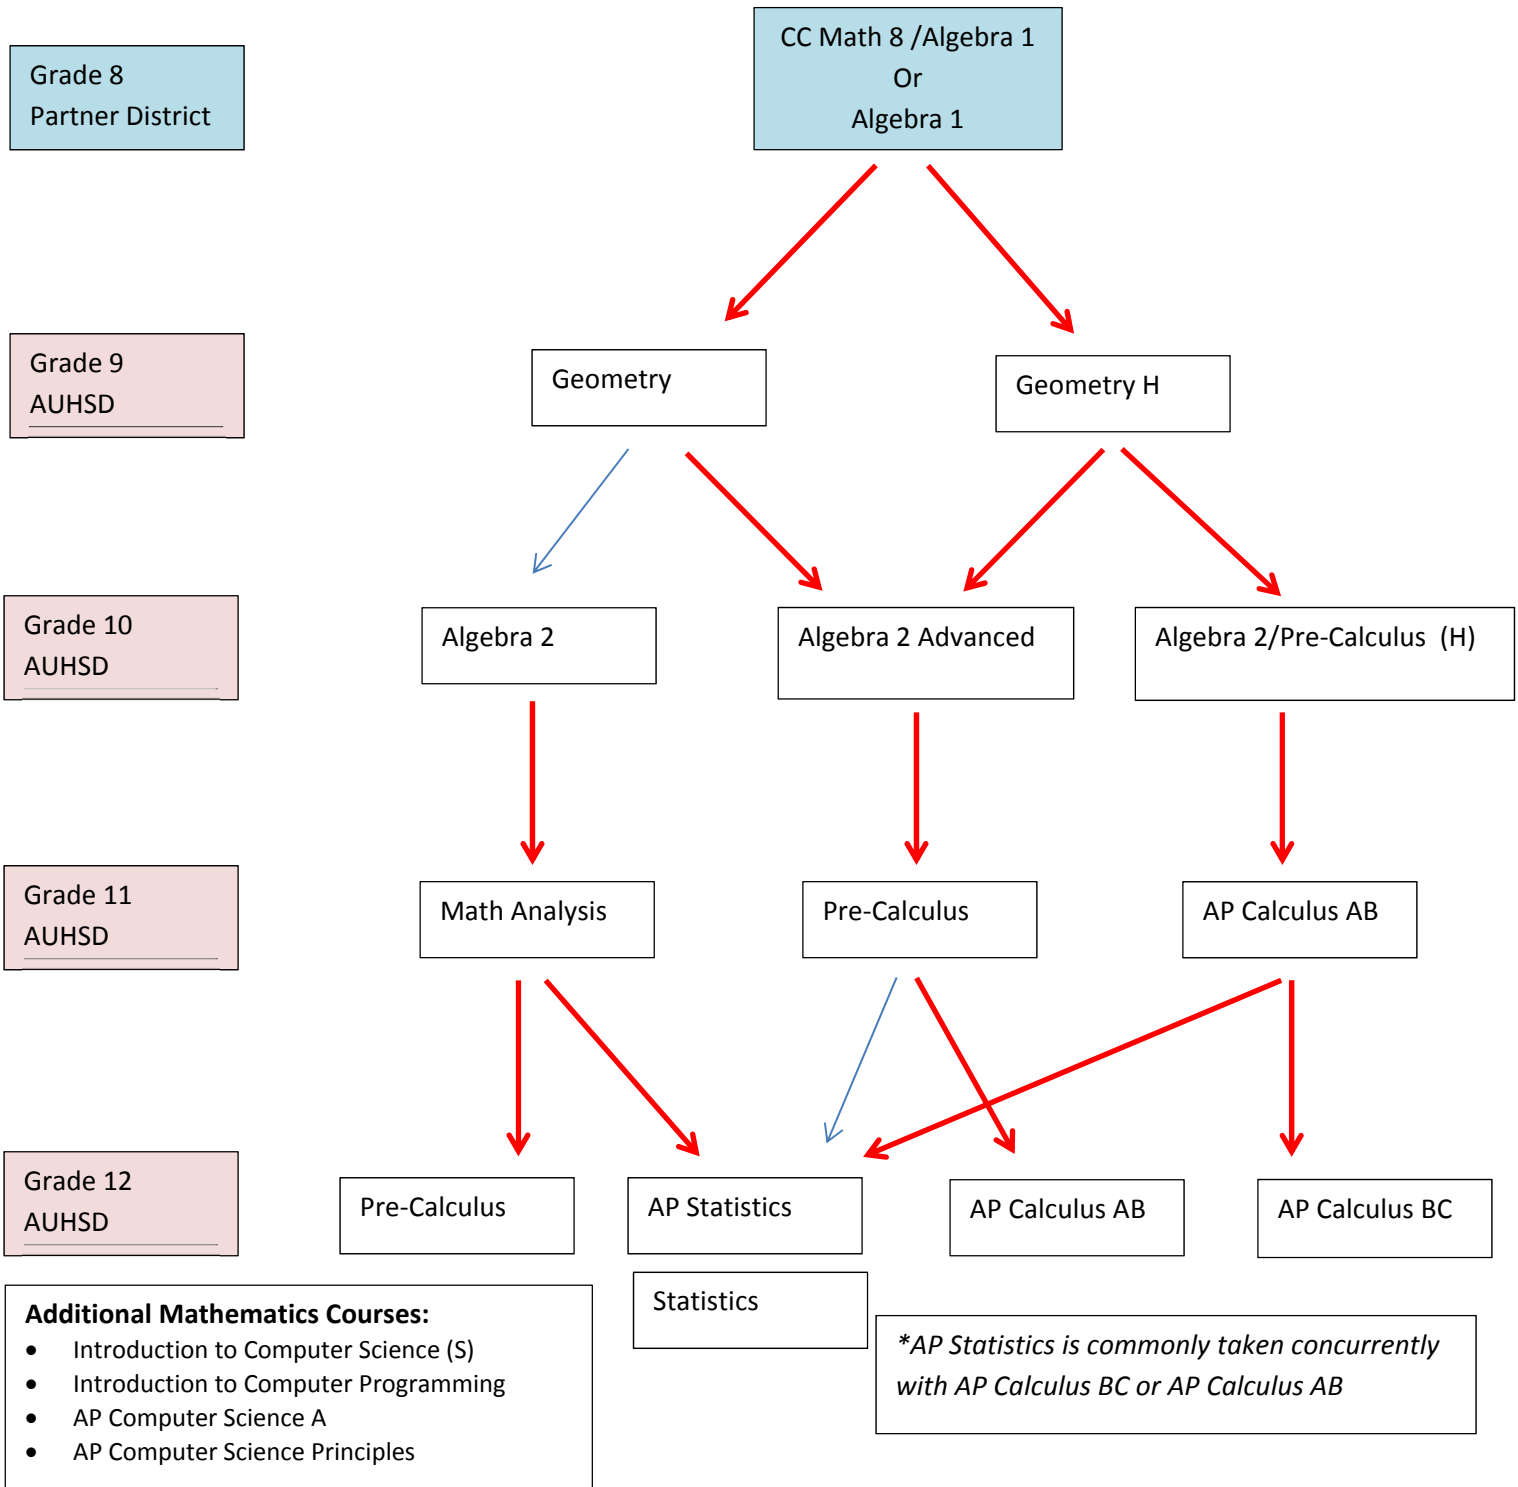 Grade 8
Partner District
CC Math 8 /Algebra 1
Or
Algebra 1
Grade 9
AUHSD
Geometry
Geometry H
Grade 10
AUHSD
Algebra 2
Algebra 2 Advanced
Algebra 2/Pre-Calculus (H)
Grade 11
AUHSD
Math Analysis
Pre-Calculus
AP Calculus AB
Grade 12
AUHSD
Pre-Calculus
AP Statistics
AP Calculus AB
AP Calculus BC
Statistics
Additional Mathematics Courses:
• Introduction to Computer Science (S)
• Introduction to Computer Programming
• AP Computer Science A
• AP Computer Science Principles
*AP Statistics is commonly taken concurrently
with AP Calculus BC or AP Calculus AB